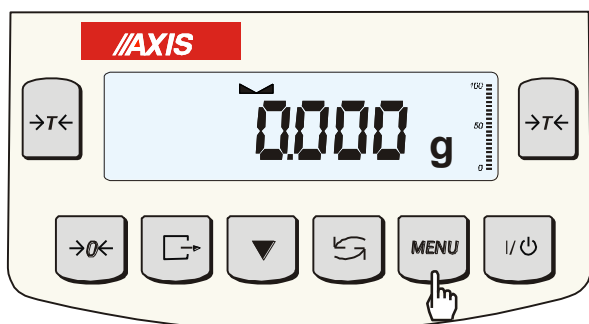 //AXIS
→T←
0.000 g
100
50
0
→T←
→0←
MENU
I/⏻